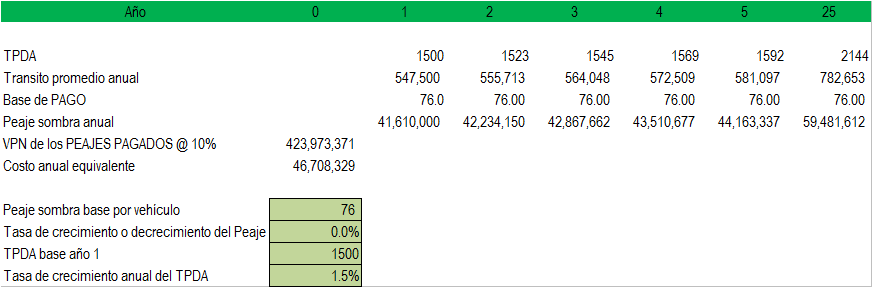 Año 0 1 2 3 4 5 25
TPDA 1500 1523 1545 1569 1592 2144
Transito promedio anual 547,500 555,713 564,048 572,509 581,097 782,653
Base de PAGO 76.0 76.00 76.00 76.00 76.00 76.00
Peaje sombra anual 41,610,000 42,234,150 42,867,662 43,510,677 44,163,337 59,481,612
VPN de los PEAJES PAGADOS @ 10% 423,973,371
Costo anual equivalente 46,708,329
Peaje sombra base por vehículo 76
Tasa de crecimiento o decrecimiento del Peaje 0.0%
TPDA base año 1 1500
Tasa de crecimiento anual del TPDA 1.5%